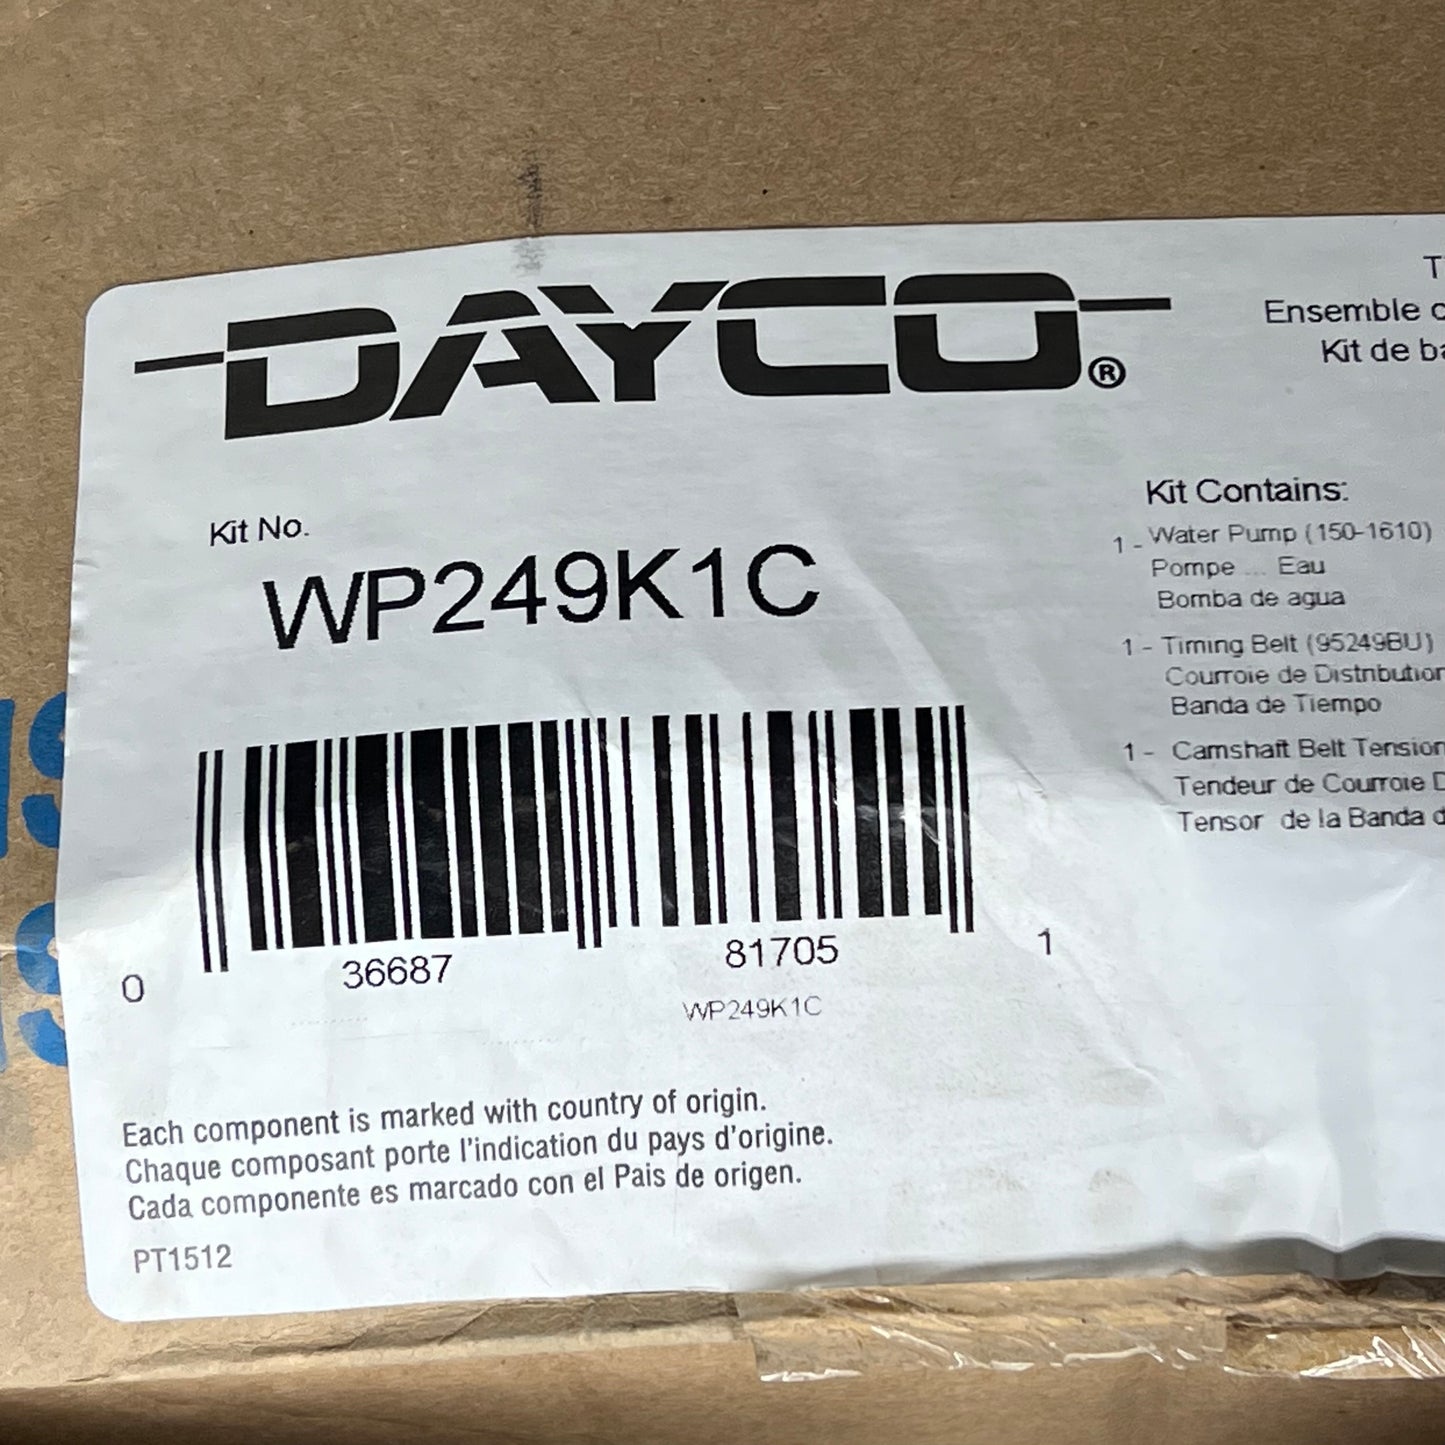 DAYCO®
Kit No.
WP249K1C
0 36687 81705 1
WP249K1C
Each component is marked with country of origin.
Chaque composant porte l'indication du pays d'origine.
Cada componente es marcado con el Pais de origen.
PT1512
T
Ensemble
Kit de ba
Kit Contains:
1 - Water Pump (150-1610)
Pompe ... Eau
Bomba de agua
1 - Timing Belt (95249BU)
Courroie de Distribution
Banda de Tiempo
1 - Camshaft Belt Tension
Tendeur de Courroie D
Tensor de la Banda d